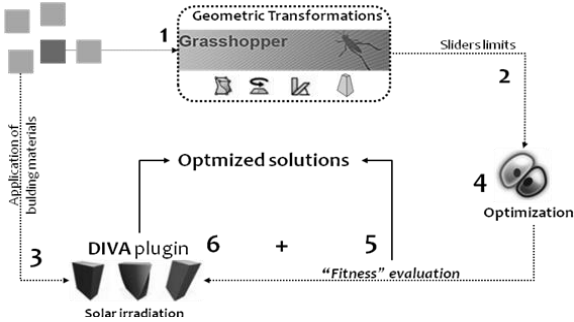 Geometric Transformations
1
Grasshopper
Sliders limits
2
Application of
bulding materials
Optmized solutions
4
Optimization
3
DIVA plugin
6
+
5
"Fitness" evaluation
Solar irradiation